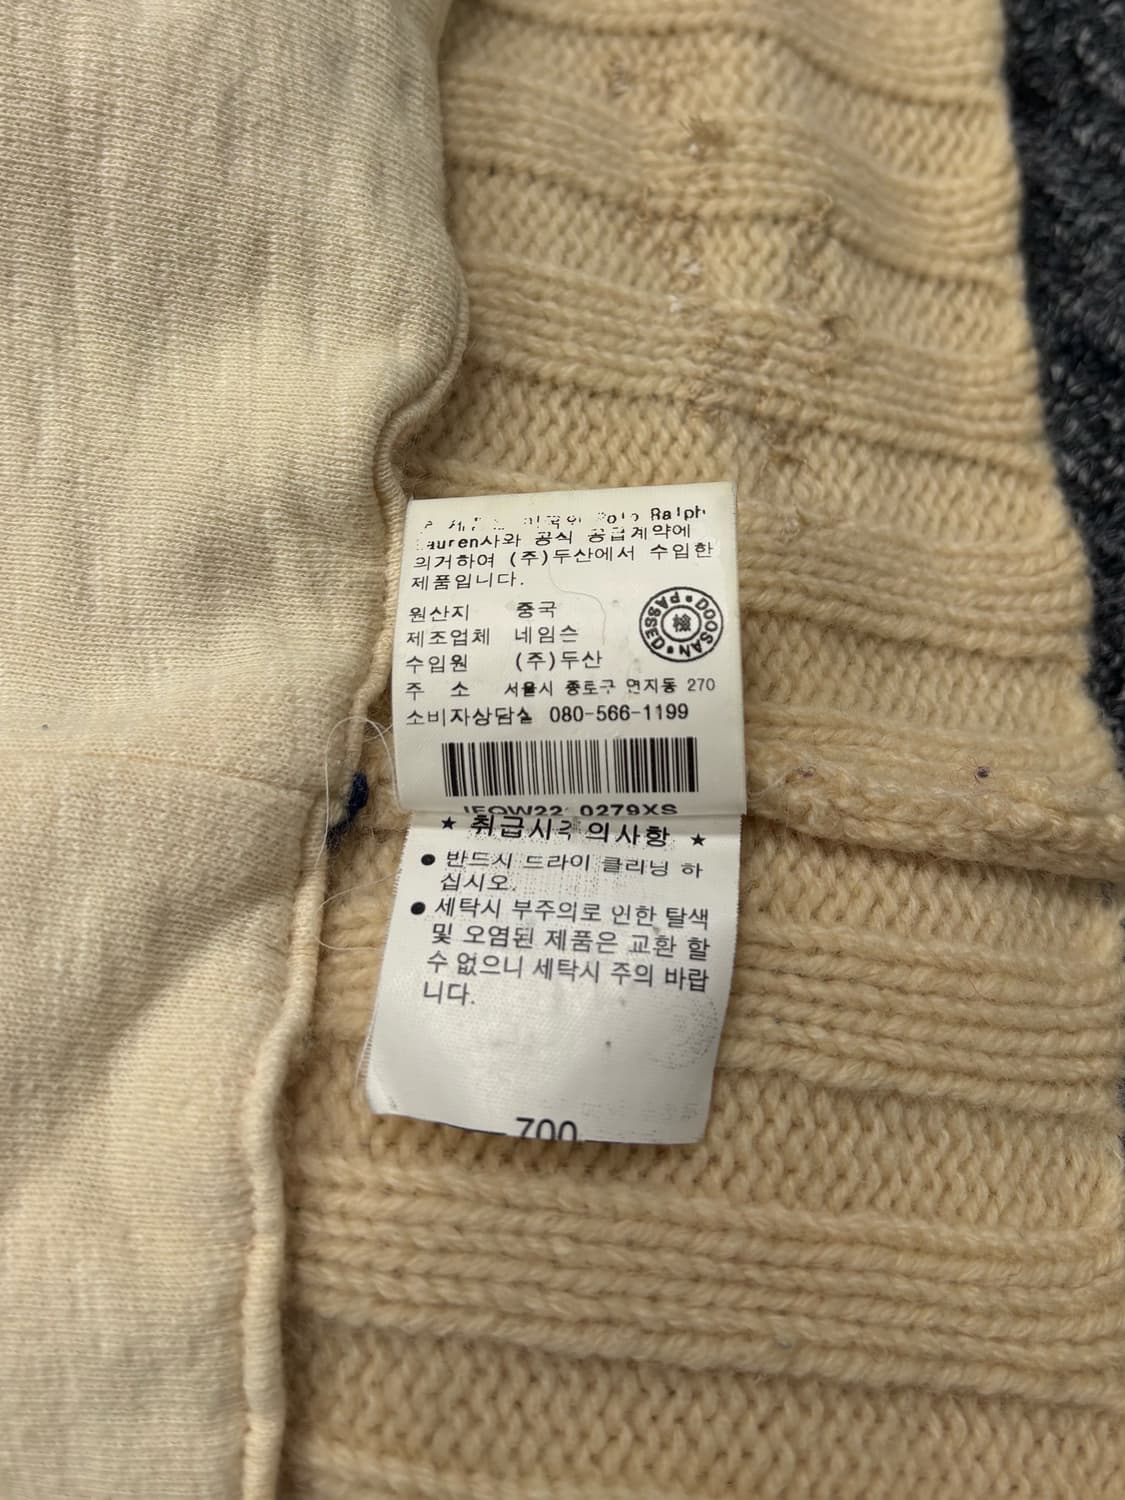 Ralph
Lauren사와 공식 공급계약에
의거하여 (주)두산에서 수입한
제품입니다.
원산지 중국
제조업체 네임슨
수입원 (주)두산
주 소 서울시 종로구 연지동 270
소비자상담실 080-566-1199
PASSED • DOOSAN •
檢
0279XS
★ 취급시 의사항 ★
● 반드시 드라이 클리닝 하
십시오.
● 세탁시 부주의로 인한 탈색
및 오염된 제품은 교환 할
수 없으니 세탁시 주의 바랍
니다.
700